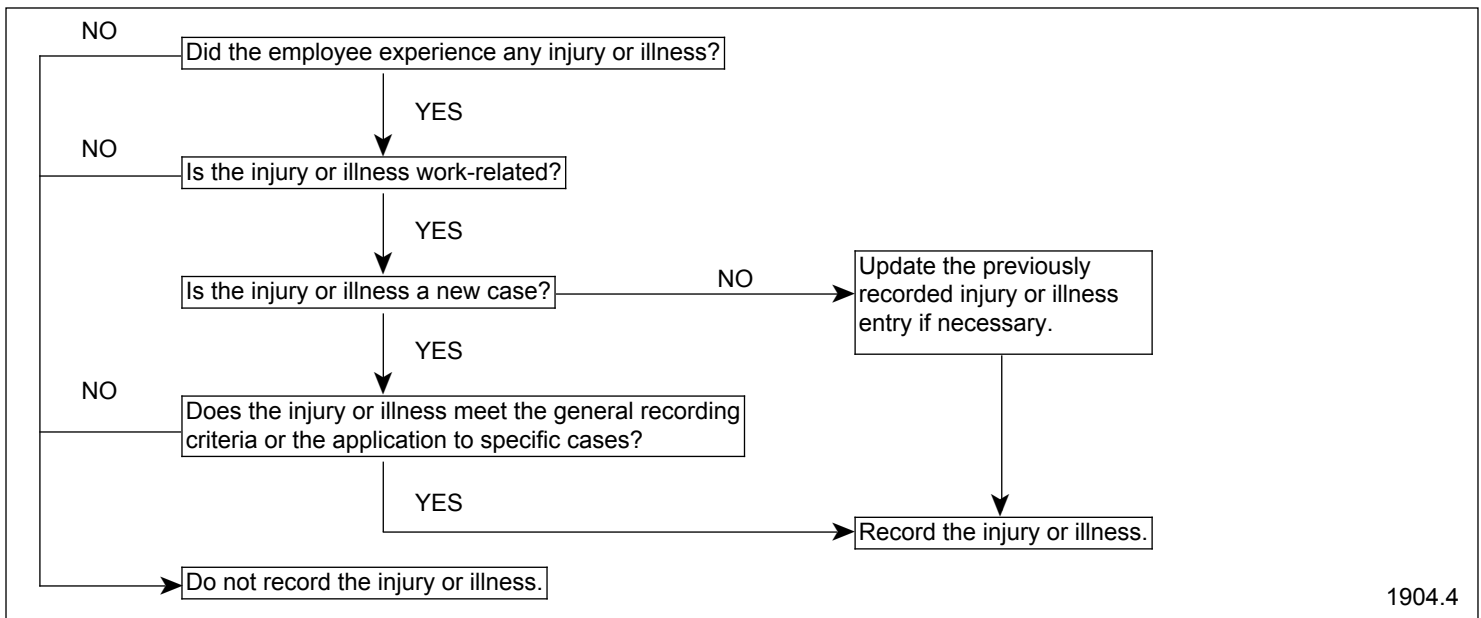 NO
Did the employee experience any injury or illness?
YES
NO
Is the injury or illness work-related?
YES
Is the injury or illness a new case?
NO
Update the previously
recorded injury or illness
entry if necessary.
YES
NO
Does the injury or illness meet the general recording
criteria or the application to specific cases?
YES
Record the injury or illness.
Do not record the injury or illness.
1904.4